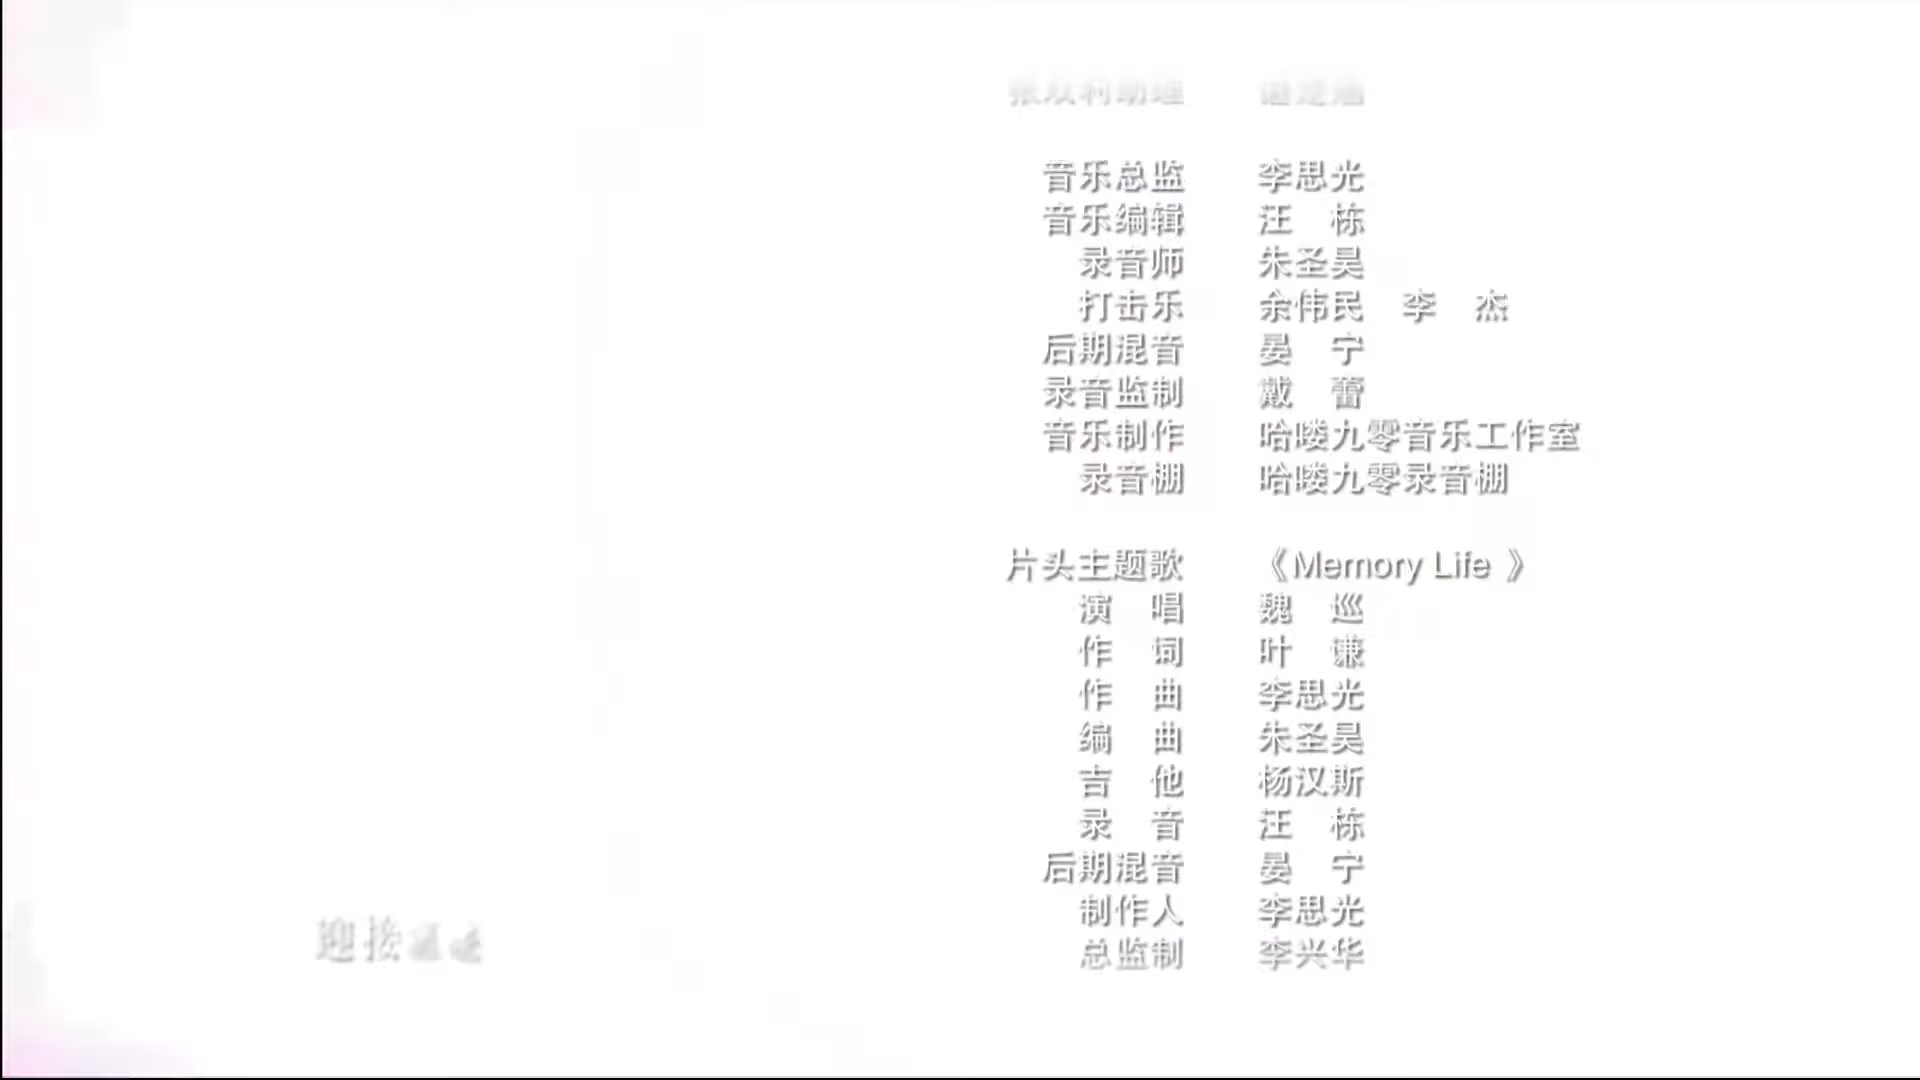 音乐总监 李思光
音乐编辑 汪 栋
录音师 朱圣昊
打击乐 余伟民 李 杰
后期混音 晏 宁
录音监制 戴 蕾
音乐制作 哈喽九零音乐工作室
录音棚 哈喽九零录音棚
片头主题歌 《Memory Life 》
演 唱 魏 巡
作 词 叶 谦
作 曲 李思光
编 曲 朱圣昊
吉 他 杨汉斯
录 音 汪 栋
后期混音 晏 宁
制作人 李思光
总监制 李兴华
迎接